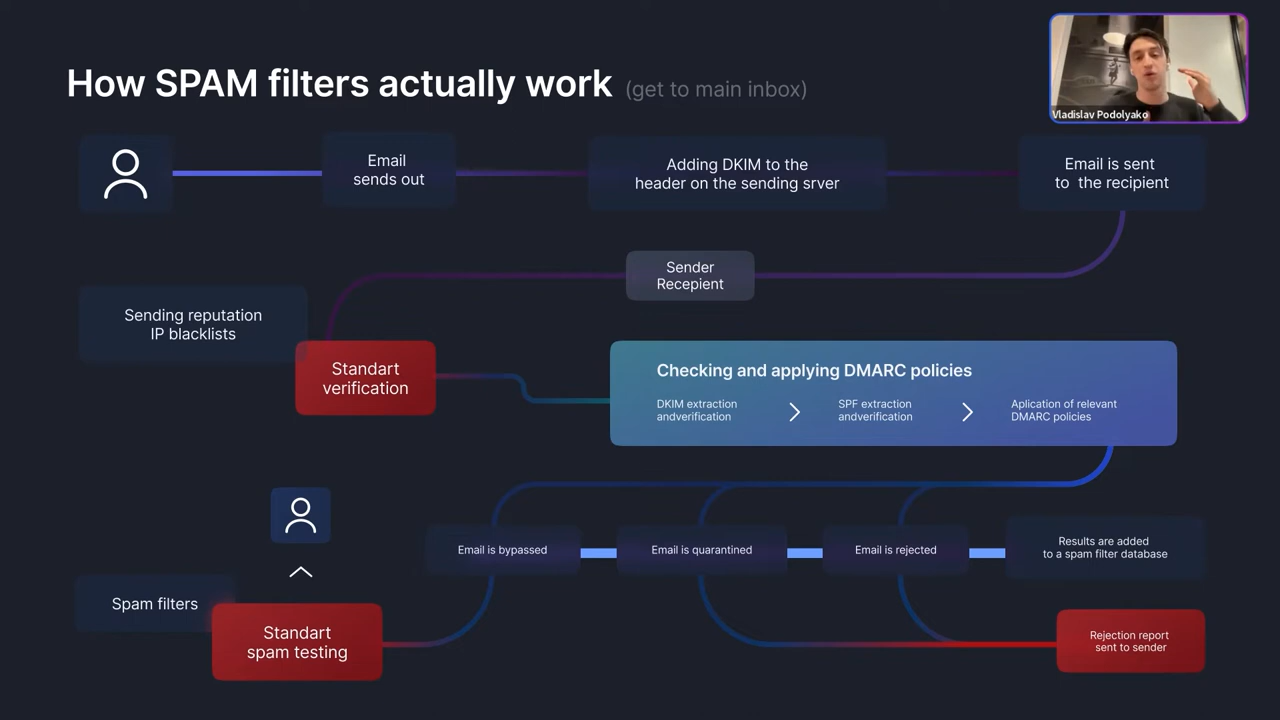 How SPAM filters actually work (get to main inbox)
Vladislav Podolyako
Email
sends out
Adding DKIM to the
header on the sending srver
Email is sent
to the recipient
Sender
Recepient
Sending reputation
IP blacklists
Standart
verification
Checking and applying DMARC policies
DKIM extraction
andverification
SPF extraction
andverification
Aplication of relevant
DMARC policies
Email is bypassed
Email is quarantined
Email is rejected
Results are added
to a spam filter database
Spam filters
Standart
spam testing
Rejection report
sent to sender